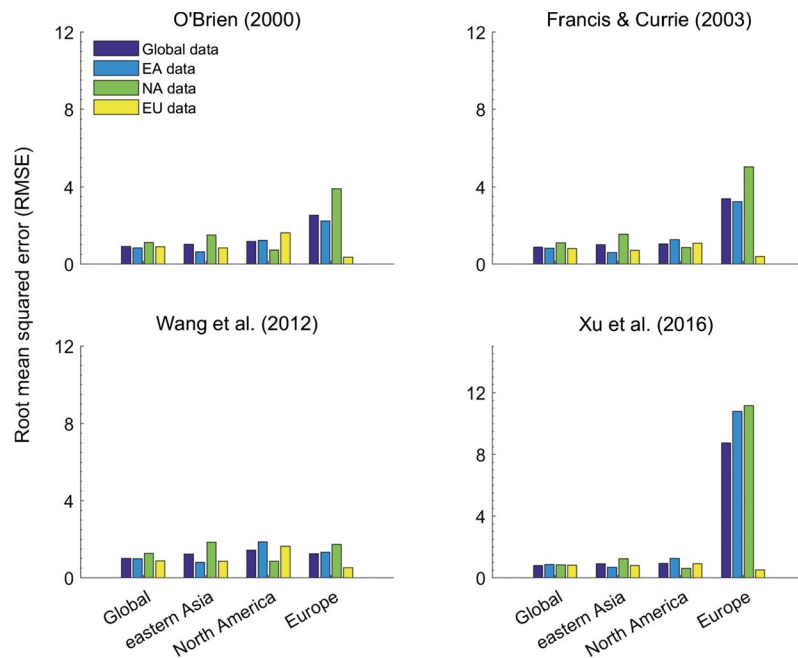 O'Brien (2000)
Francis & Currie (2003)
12
8
4
0
Global data
EA data
NA data
EU data
12
8
4
0
Root mean squared error (RMSE)
Wang et al. (2012)
Xu et al. (2016)
12
8
4
0
12
8
4
0
Global
eastern Asia
North America
Europe
Global
eastern Asia
North America
Europe